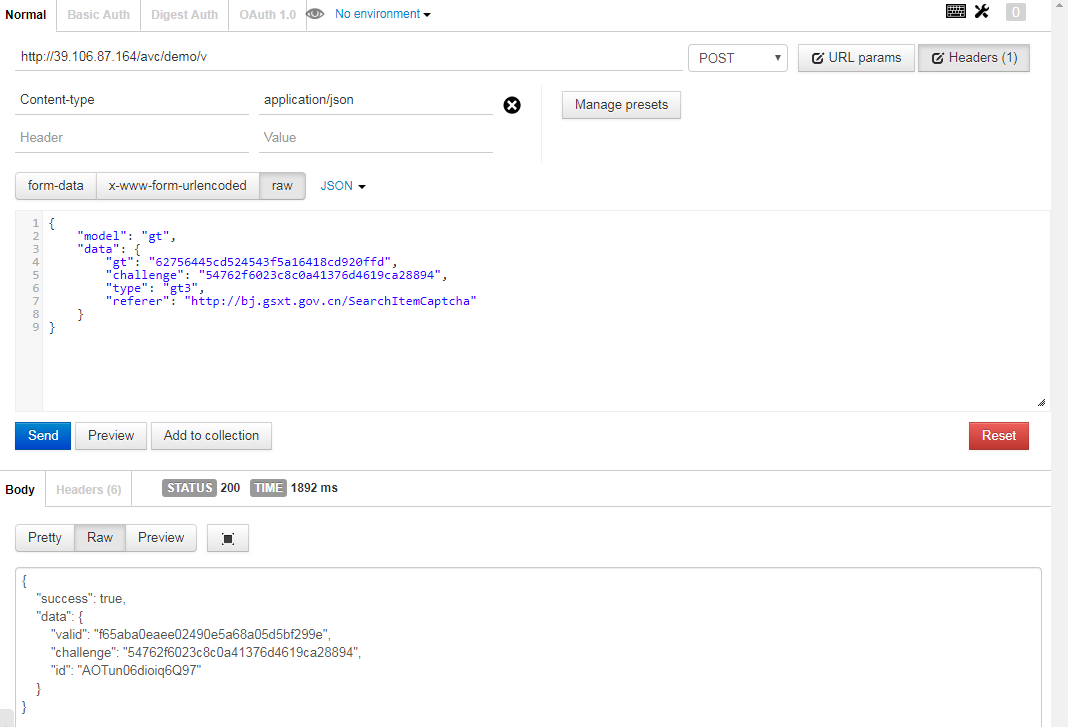 Normal Basic Auth Digest Auth OAuth 1.0 No environment 0
http://39.106.87.164/avc/demo/v POST URL params Headers (1)
Content-type application/json Manage presets
Header Value
form-data x-www-form-urlencoded raw JSON
1 {
2 "model": "gt",
3 "data": {
4 "gt": "62756445cd524543f5a16418cd920ffd",
5 "challenge": "54762f6023c8c0a41376d4619ca28894",
6 "type": "gt3",
7 "referer": "http://bj.gsxt.gov.cn/SearchItemCaptcha"
8 }
9 }
Send Preview Add to collection Reset
Body Headers (6) STATUS 200 TIME 1892 ms
Pretty Raw Preview
{
"success": true,
"data": {
"valid": "f65aba0eaee02490e5a68a05d5bf299e",
"challenge": "54762f6023c8c0a41376d4619ca28894",
"id": "AOTun06dioiq6Q97"
}
}